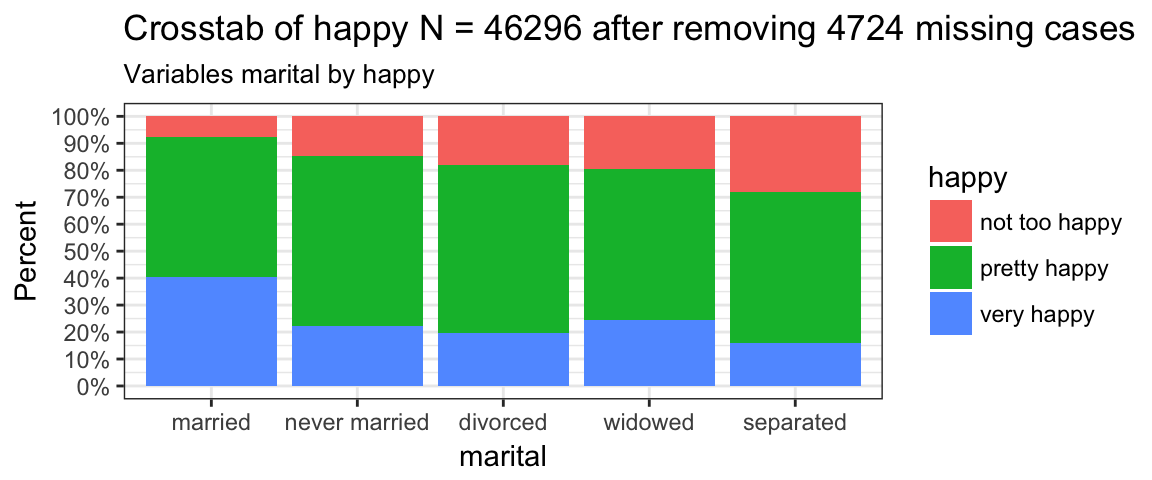 Crosstab of happy N = 46296 after removing 4724 missing cases
Variables marital by happy
Percent
100%
90%
80%
70%
60%
50%
40%
30%
20%
10%
0%
married never married divorced widowed separated
marital
happy
not too happy
pretty happy
very happy